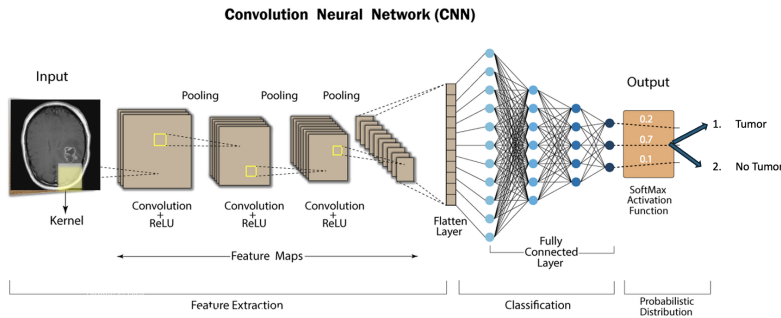 Convolution Neural Network (CNN)
Input
Output
Pooling
Pooling
Pooling
0.2
0.7
0.1
1. Tumor
2. No Tumor
Kernel
Convolution
+
ReLU
Convolution
+
ReLU
Convolution
+
ReLU
Flatten
Layer
SoftMax
Activation
Function
Fully
Connected
Layer
Feature Maps
Feature Extraction
Classification
Probabilistic
Distribution